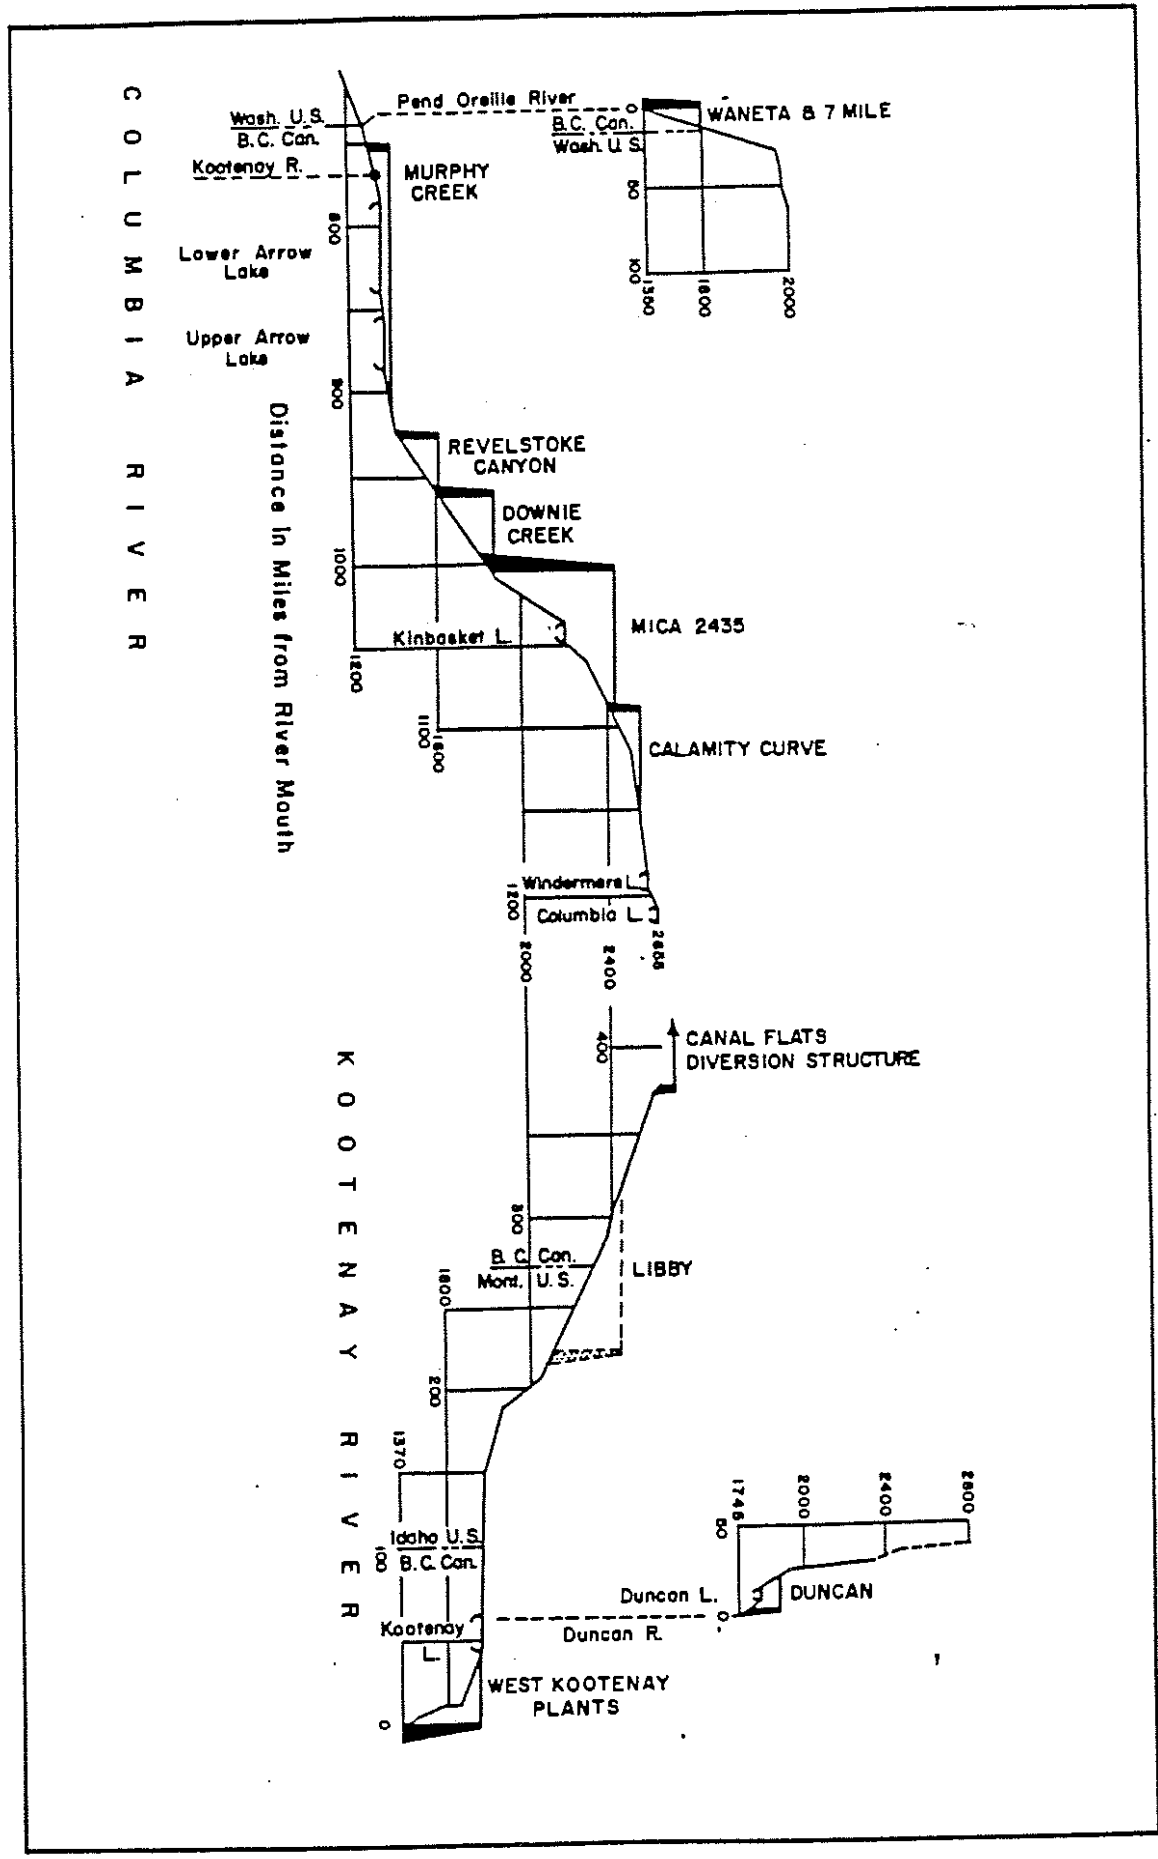 COLUMBIA RIVER
Wash. U.S.
B.C. Can.
Kootenay R.
Pend Oreille River
MURPHY
CREEK
0
B.C. Can.
Wash. U.S.
WANETA & 7 MILE
50
100
1350
1600
2000
800
Lower Arrow
Lake
Upper Arrow
Lake
900
REVELSTOKE
CANYON
DOWNIE
CREEK
1000
MICA 2435
Kinbasket L.
1200
1100
1600
CALAMITY CURVE
Distance in Miles from River Mouth
Windermere L.
1200
Columbia L.
2000
2400
KOOTENAY RIVER
400
CANAL FLATS
DIVERSION STRUCTURE
300
B.C. Can.
Mont. U.S.
LIBBY
1800
200
1370
Idaho U.S.
100
B.C. Can.
Kootenay
L.
0
WEST KOOTENAY
PLANTS
1745
2000
2400
2800
50
Duncan L.
0
Duncan R.
DUNCAN